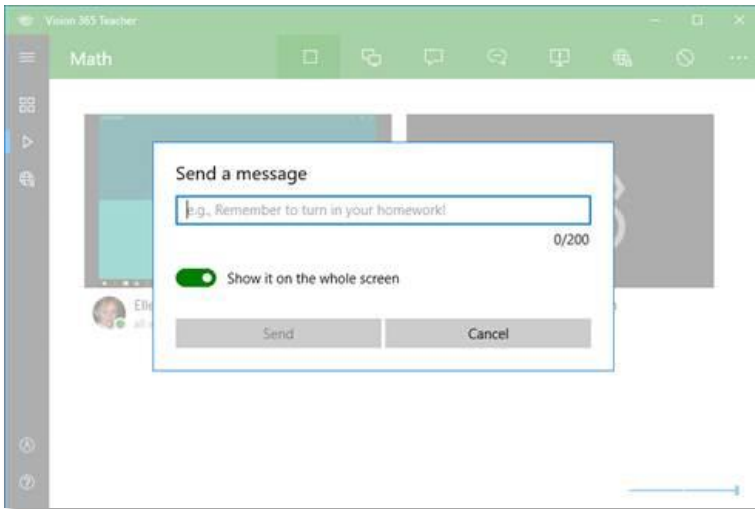 Vision 365 Teacher
Math
Send a message
e.g., Remember to turn in your homework!
0/200
Show it on the whole screen
Send
Cancel